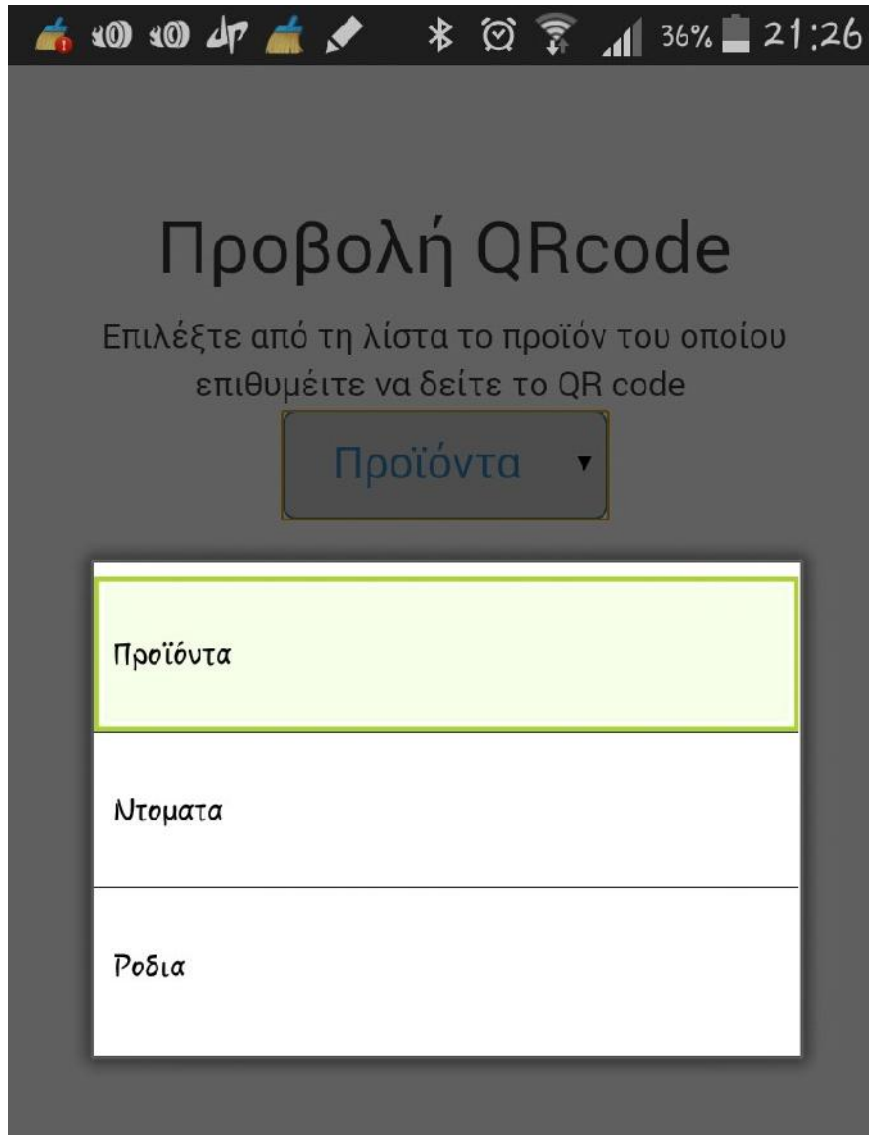 36% 21:26
Προβολή QRcode
Επιλέξτε από τη λίστα το προϊόν του οποίου
επιθυμέιτε να δείτε το QR code
Προϊόντα
Προϊόντα
Ντοματα
Ροδια